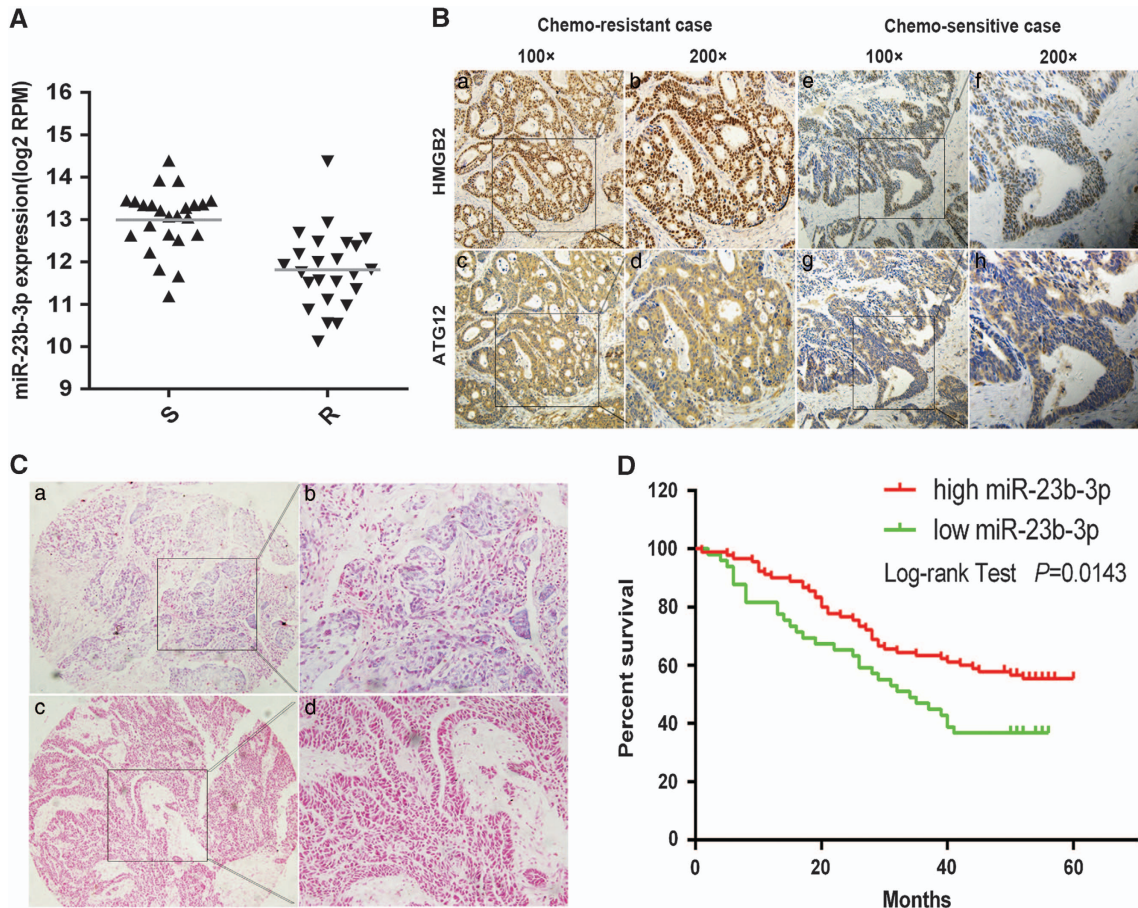 A
miR-23b-3p expression(log2 RPM)
16
15
14
13
12
11
10
9
S
R
B
Chemo-resistant case
Chemo-sensitive case
100×
200×
100×
200×
HMGB2
a
b
e
f
ATG12
c
d
g
h
C
a
b
c
d
D
Percent survival
120
100
80
60
40
20
0
high miR-23b-3p
low miR-23b-3p
Log-rank Test P=0.0143
0
20
40
60
Months